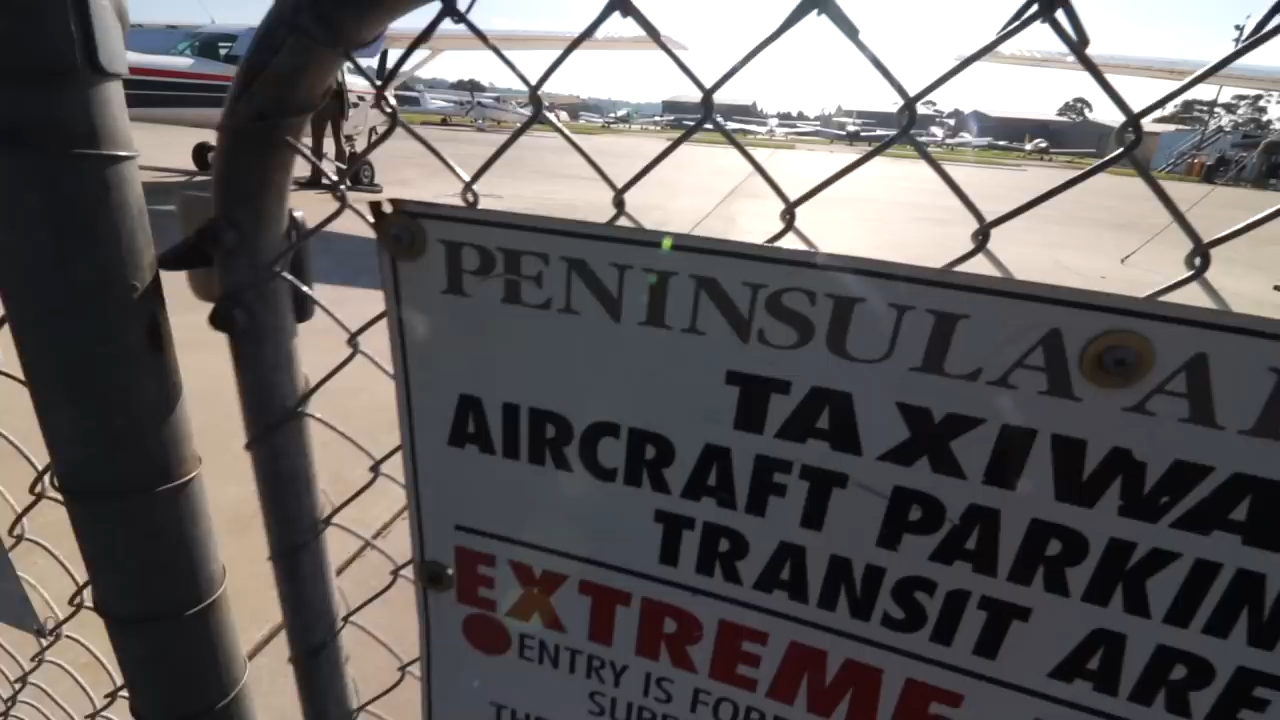 PENINSULA
TAXIWA
AIRCRAFT PARKIN
TRANSIT ARE
EXTREME
ENTRY IS FOR